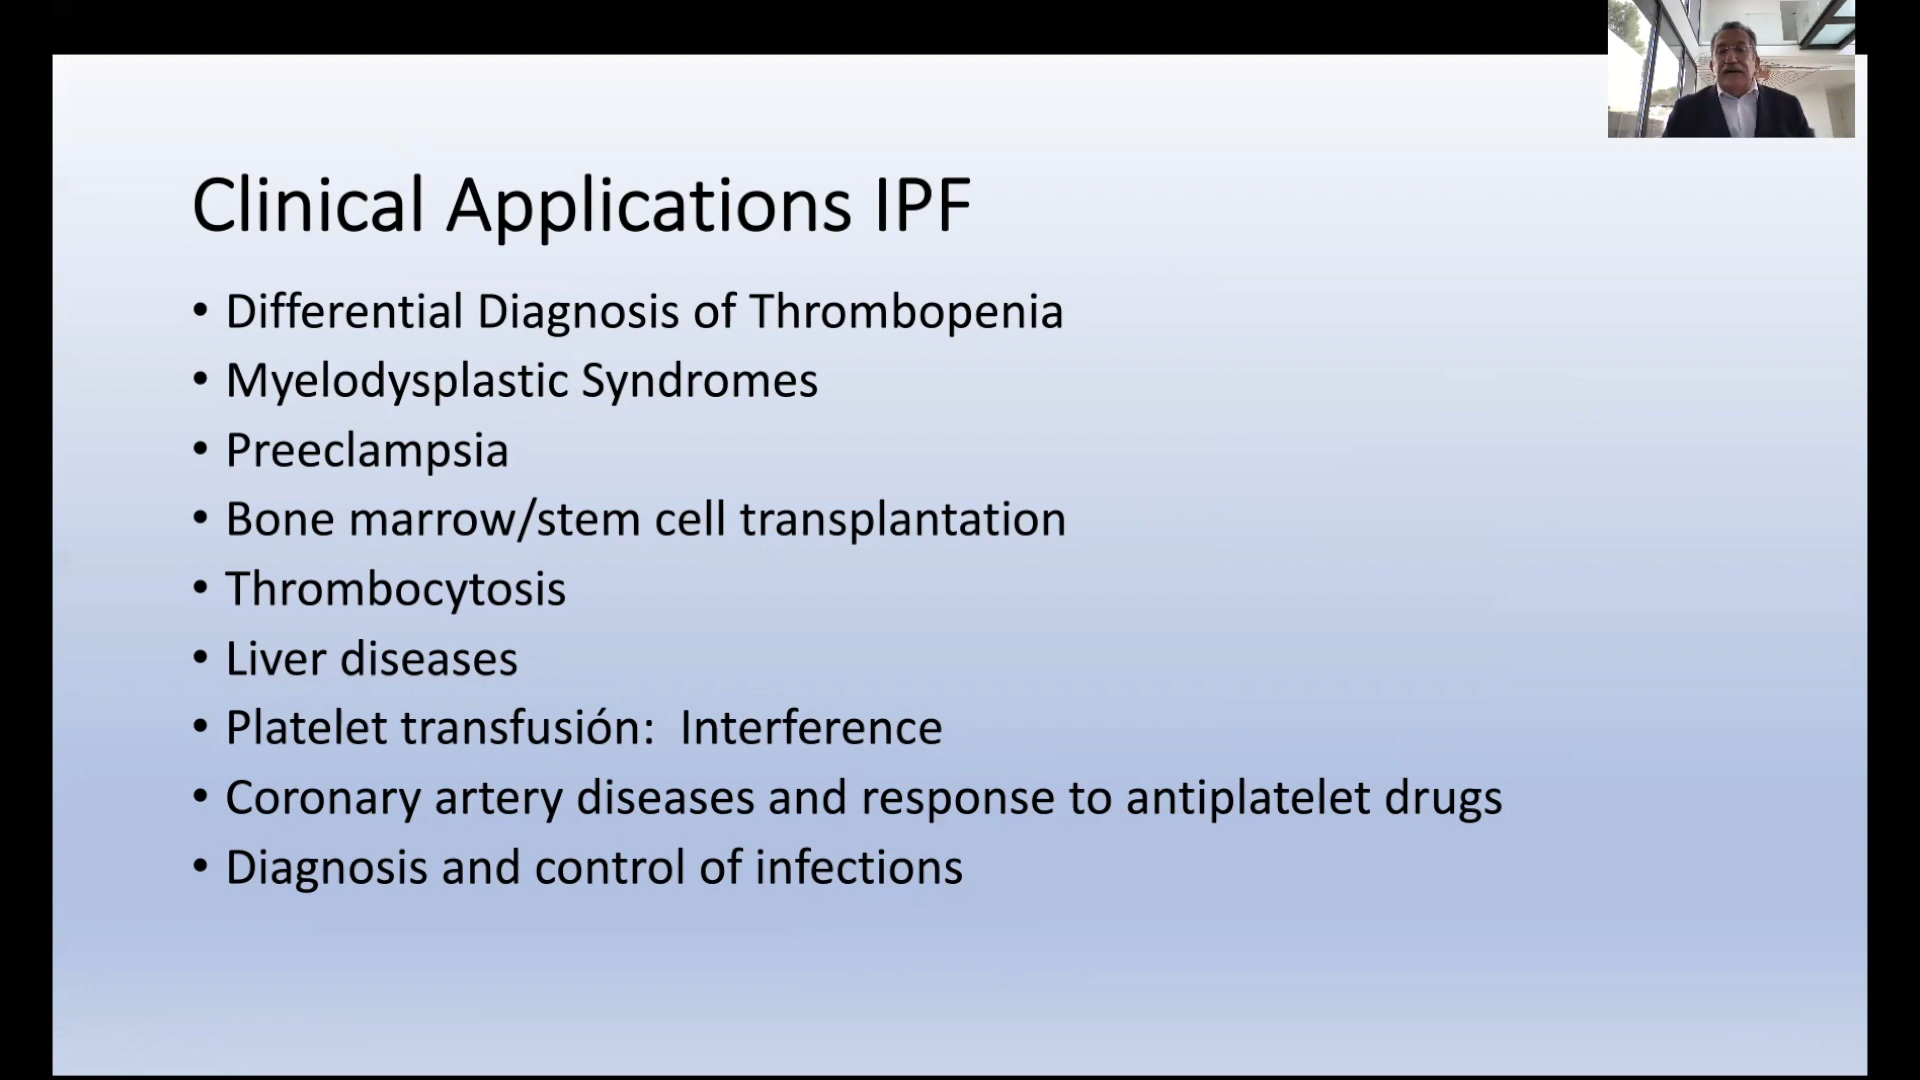 Clinical Applications IPF
• Differential Diagnosis of Thrombopenia
• Myelodysplastic Syndromes
• Preeclampsia
• Bone marrow/stem cell transplantation
• Thrombocytosis
• Liver diseases
• Platelet transfusión:  Interference
• Coronary artery diseases and response to antiplatelet drugs
• Diagnosis and control of infections